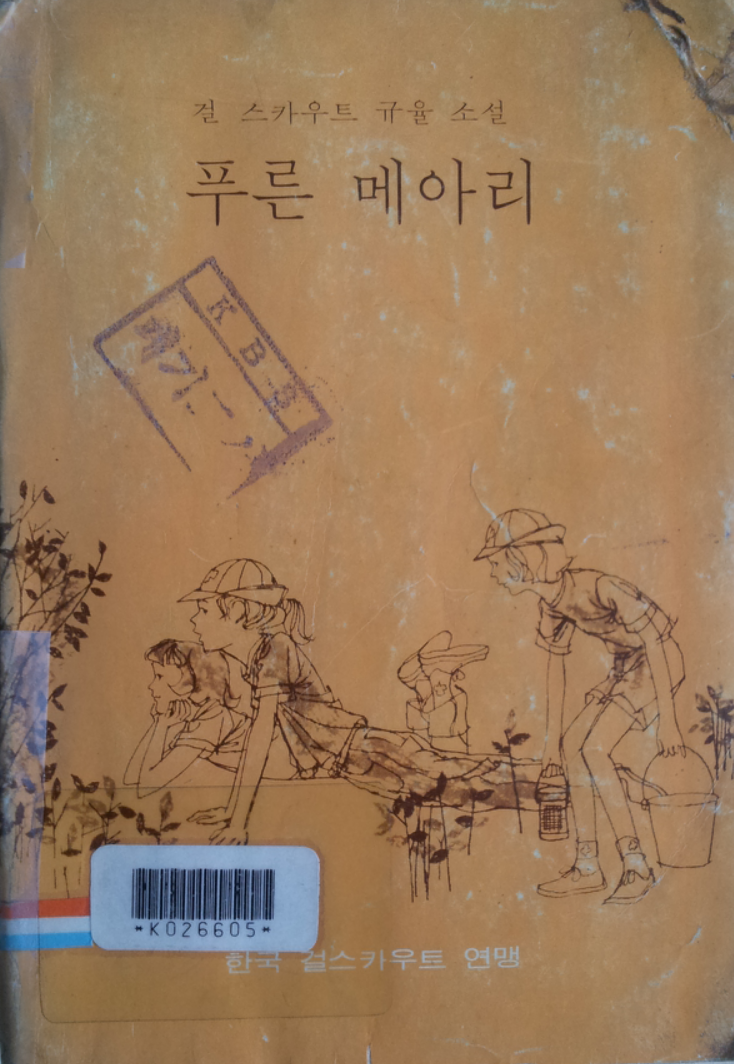 걸 스카우트 규율 소설
푸른 메아리
K B S
*K026605*
한국 걸스카우트 연맹